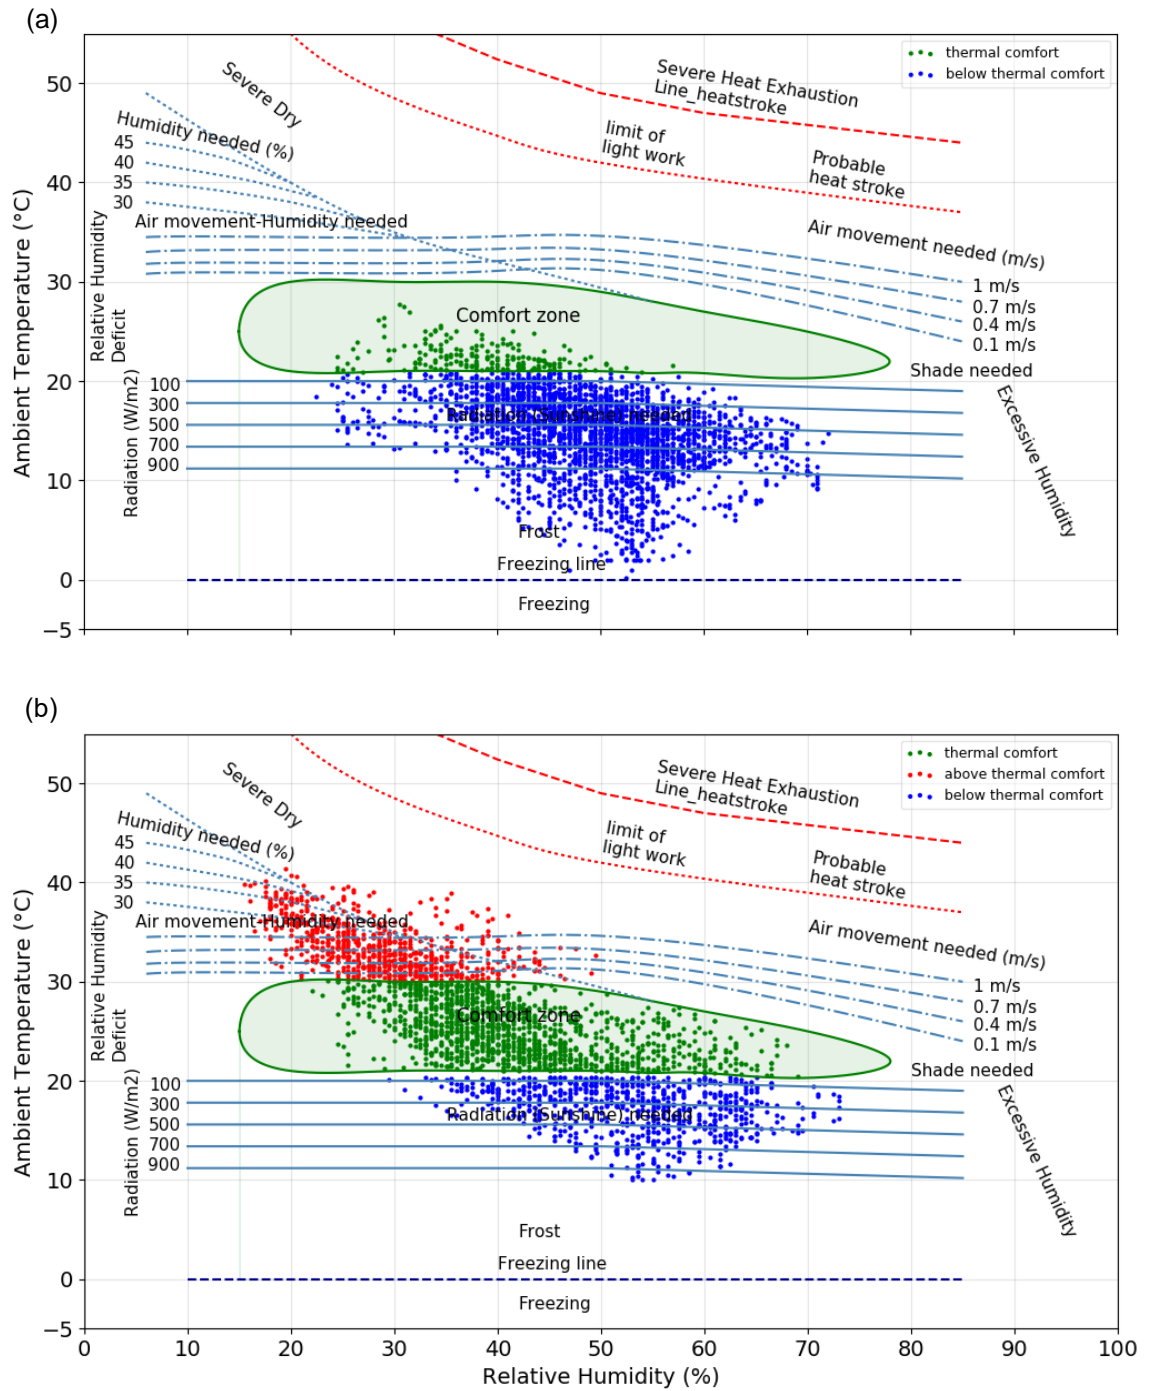 (a)
50
40
30
20
10
0
−5
Ambient Temperature (°C)
thermal comfort
below thermal comfort
Severe Dry
Severe Heat Exhaustion
Line_heatstroke
limit of
light work
Probable
heat stroke
Humidity needed (%)
45
40
35
30
Air movement-Humidity needed
Air movement needed (m/s)
1 m/s
0.7 m/s
0.4 m/s
0.1 m/s
Relative Humidity
Deficit
Comfort zone
Shade needed
Radiation (W/m2)
100
300
500
700
900
Radiation (Sunshine) needed
Excessive Humidity
Frost
Freezing line
Freezing
(b)
50
40
30
20
10
0
−5
Ambient Temperature (°C)
thermal comfort
above thermal comfort
below thermal comfort
Severe Dry
Severe Heat Exhaustion
Line_heatstroke
limit of
light work
Probable
heat stroke
Humidity needed (%)
45
40
35
30
Air movement-Humidity needed
Air movement needed (m/s)
1 m/s
0.7 m/s
0.4 m/s
0.1 m/s
Relative Humidity
Deficit
Comfort zone
Shade needed
Radiation (W/m2)
100
300
500
700
900
Radiation (Sunshine) needed
Excessive Humidity
Frost
Freezing line
Freezing
0 10 20 30 40 50 60 70 80 90 100
Relative Humidity (%)